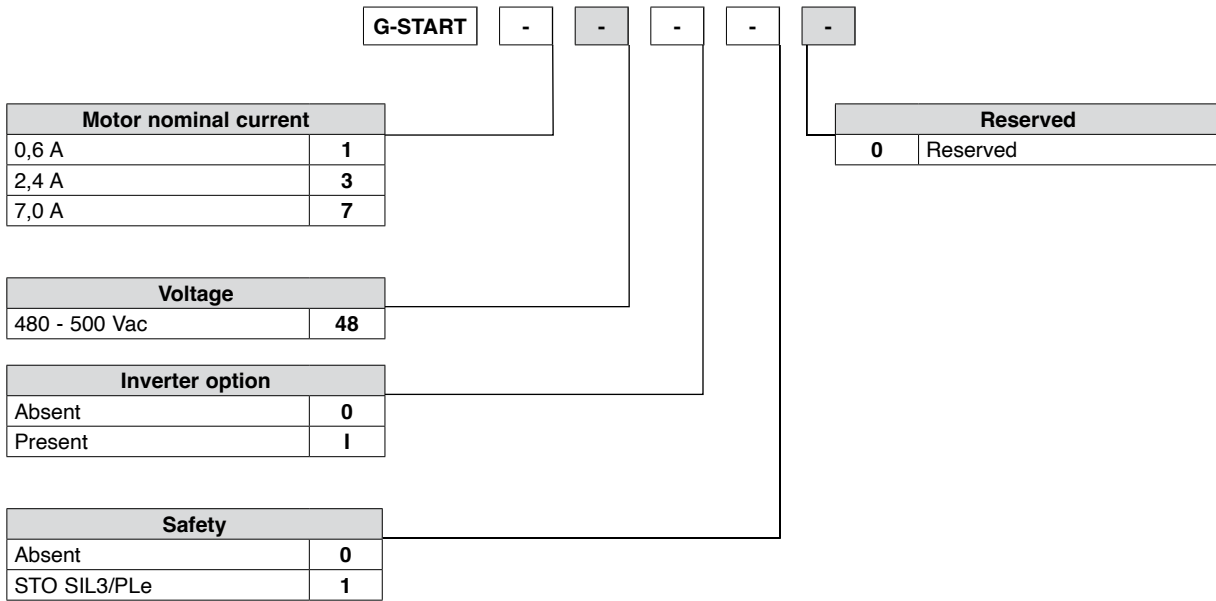 G-START - - - - -
Motor nominal current
0,6 A 1
2,4 A 3
7,0 A 7
Reserved
0 Reserved
Voltage
480 - 500 Vac 48
Inverter option
Absent 0
Present I
Safety
Absent 0
STO SIL3/PLe 1